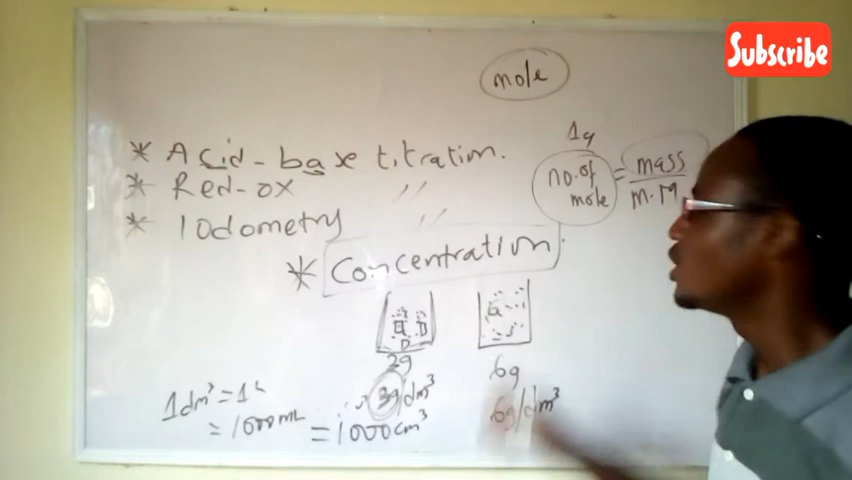 Subscribe
mole
* Acid-base titration.
* Red-ox "
* Iodometry "
1g
no. of mole = mass / m.M
* Concentration.
2g
6g
/dm³
6g/dm³
1dm³ = 1L
= 1000mL = 1000cm³